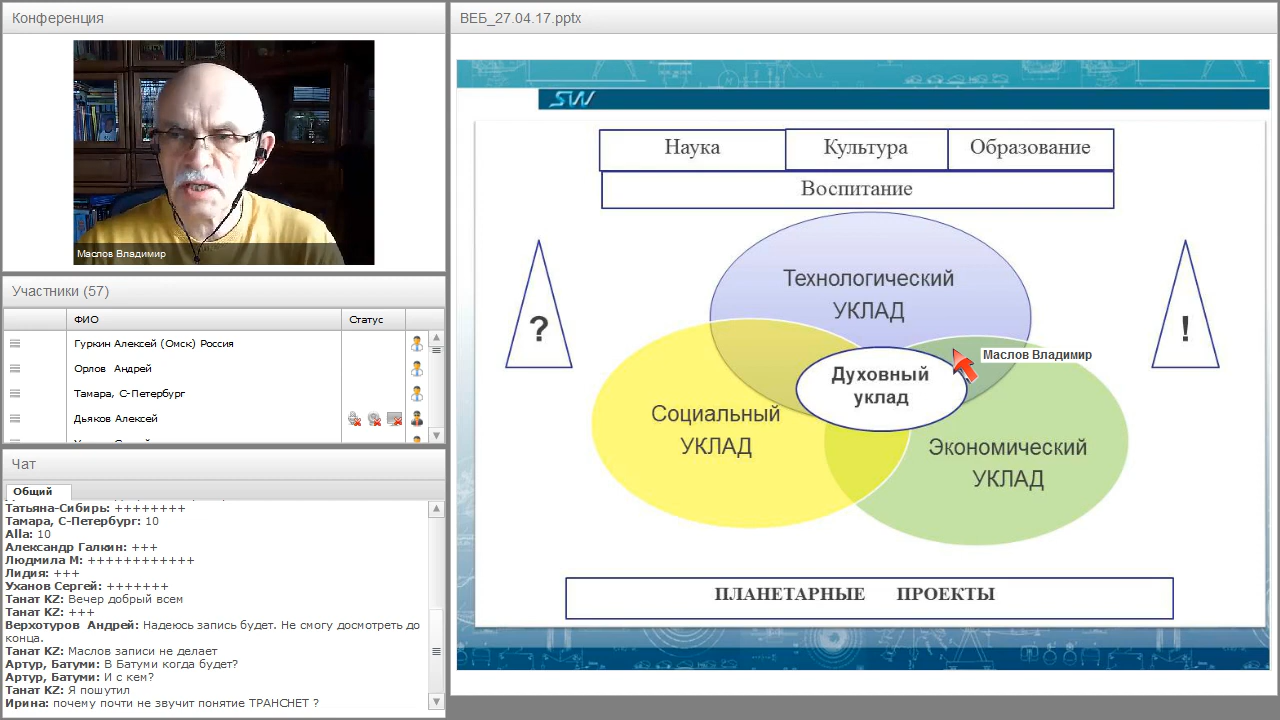 Конференция
Маслов Владимир
Участники (57)
ФИО
Статус
Гуркин Алексей (Омск) Россия
Орлов Андрей
Тамара, С-Петербург
Дьяков Алексей
Чат
Общий
Татьяна-Сибирь: ++++++++
Тамара, С-Петербург: 10
Alla: 10
Александр Галкин: +++
Людмила М: ++++++++++++
Лидия: +++
Уханов Сергей: +++++++
Танат KZ: Вечер добрый всем
Танат KZ: +++
Верхотуров Андрей: Надеюсь запись будет. Не смогу досмотреть до
конца.
Танат KZ: Маслов записи не делает
Артур, Батуми: В Батуми когда будет?
Артур, Батуми: И с кем?
Танат KZ: Я пошутил
Ирина: почему почти не звучит понятие ТРАНСНЕТ ?
ВЕБ_27.04.17.pptx
SW
Наука
Культура
Образование
Воспитание
Технологический
УКЛАД
?
!
Маслов Владимир
Духовный
уклад
Социальный
УКЛАД
Экономический
УКЛАД
ПЛАНЕТАРНЫЕ ПРОЕКТЫ